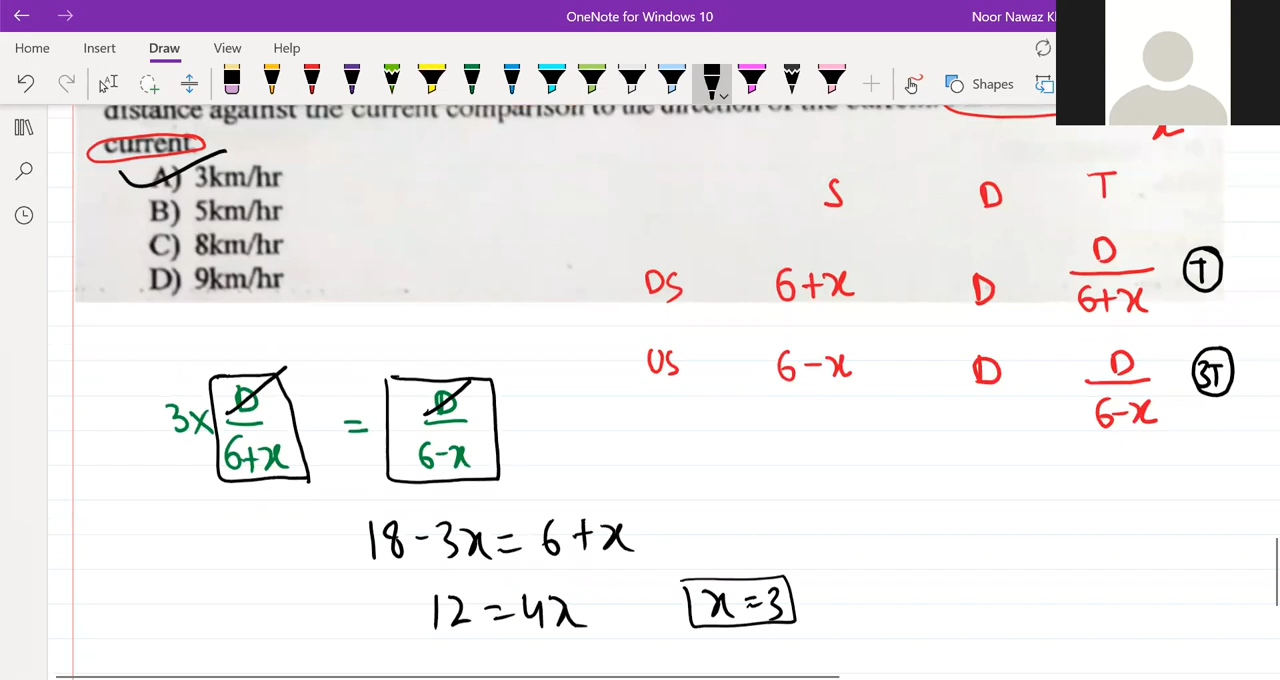 OneNote for Windows 10
Noor Nawaz
Home Insert Draw View Help
Shapes
distance against the current comparison to the direction of the
current
A) 3km/hr
B) 5km/hr
C) 8km/hr
D) 9km/hr
S D T
DS 6+x D D/6+x T
US 6-x D D/6-x 3T
3x D/6+x = D/6-x
18-3x=6+x
12=4x x=3